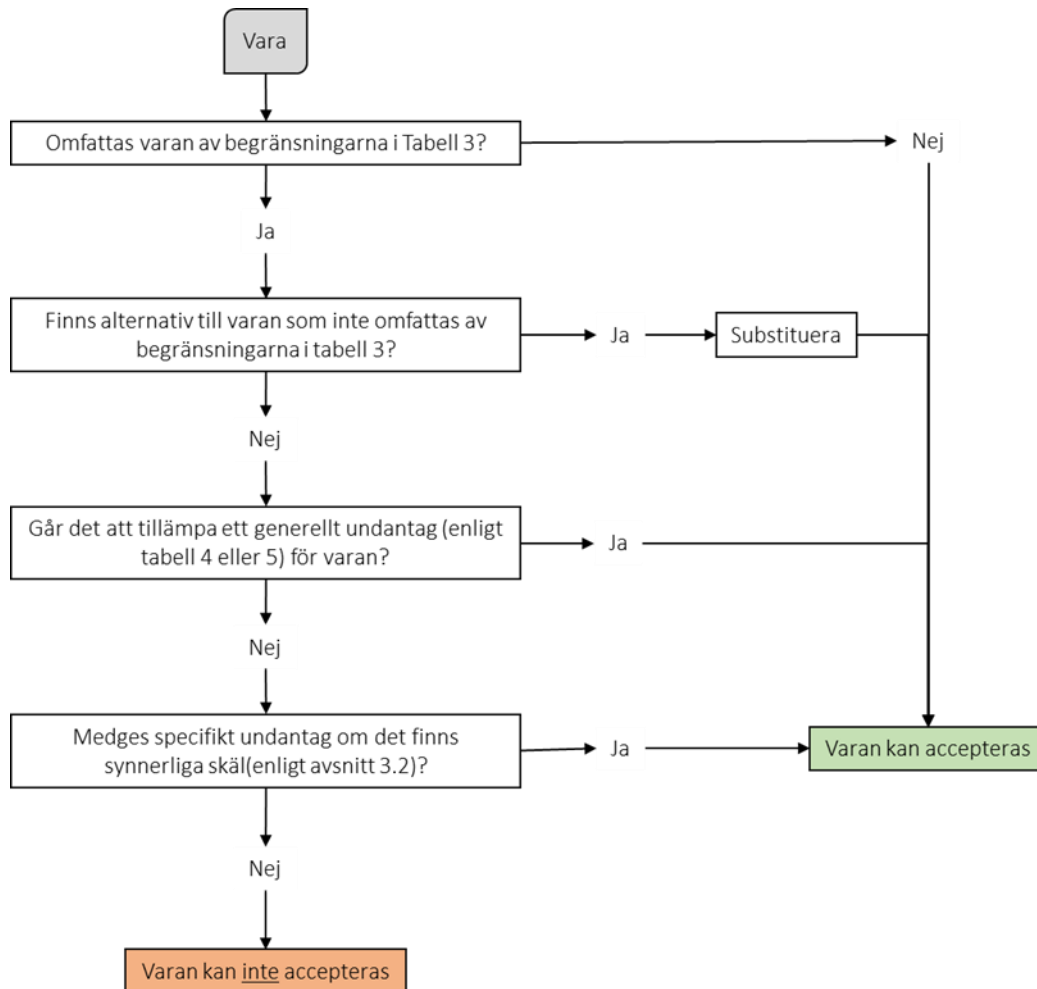 Vara
Omfattas varan av begränsningarna i Tabell 3?
Nej
Ja
Finns alternativ till varan som inte omfattas av
begränsningarna i tabell 3?
Ja
Substituera
Nej
Går det att tillämpa ett generellt undantag (enligt
tabell 4 eller 5) för varan?
Ja
Nej
Medges specifikt undantag om det finns
synnerliga skäl(enligt avsnitt 3.2)?
Ja
Varan kan accepteras
Nej
Varan kan inte accepteras